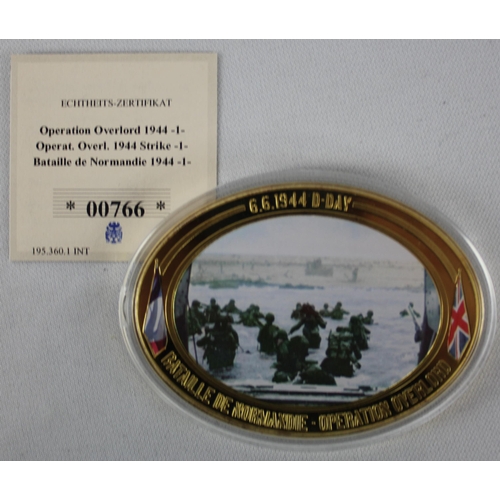 ECHTHEITS-ZERTIFIKAT
Operation Overlord 1944 -1-
Operat. Overl. 1944 Strike -1-
Bataille de Normandie 1944 -1-
* 00766 *
195.360.1 INT
6.6.1944 D-DAY
BATAILLE DE NORMANDIE - OPERATION OVERLORD